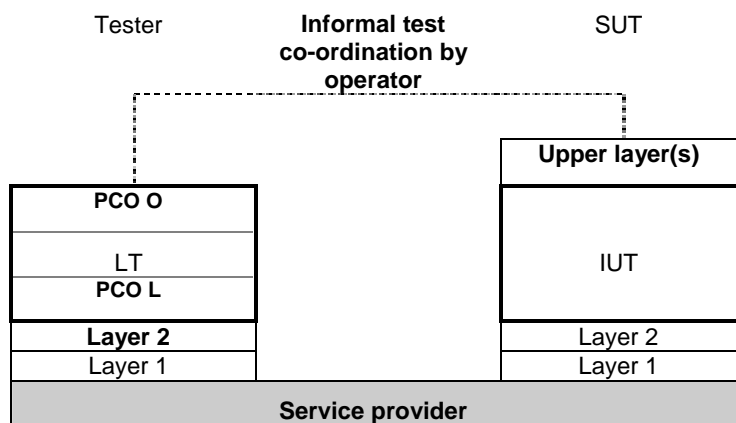 Tester
Informal test
co-ordination by
operator
SUT
Upper layer(s)
PCO O
LT
PCO L
IUT
Layer 2
Layer 2
Layer 1
Layer 1
Service provider